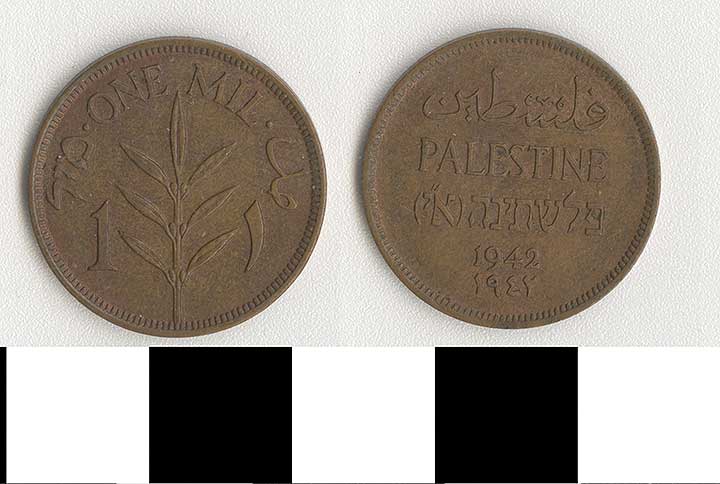 מיל · ONE MIL · مل
1 ١
فلسطين
PALESTINE
פלשתינה (א״י)
1942
١٩٤٢